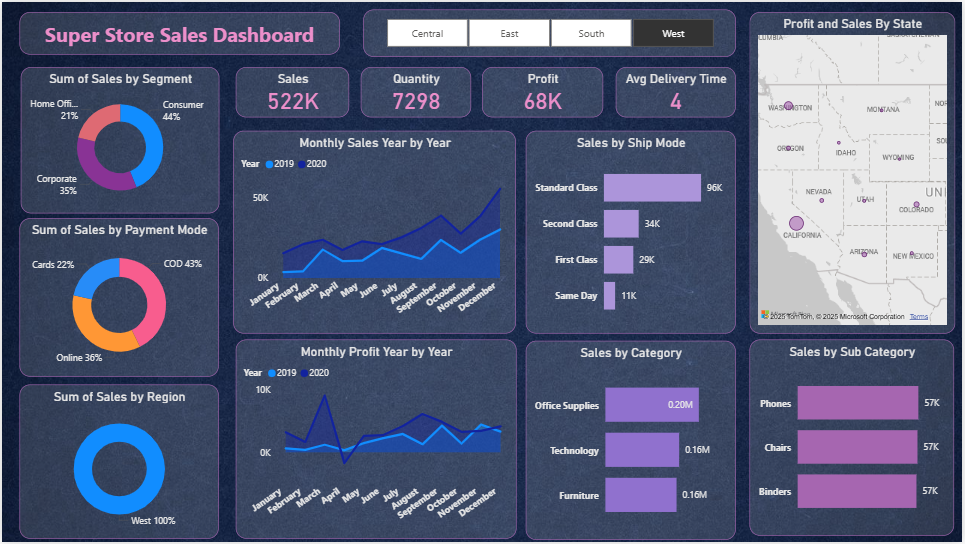 Super Store Sales Dashboard
Central
East
South
West
Sum of Sales by Segment
Home Offi...
21%
Consumer
44%
Corporate
35%
Sales
522K
Quantity
7298
Profit
68K
Avg Delivery Time
4
Profit and Sales By State
LUMBIA
SASKATCHEWAN
WASHINGTON
MONTANA
NOR
OREGON
IDAHO
SOU
WYOMING
NEVADA
UTAH
UNI
COLORADO
CALIFORNIA
ARIZONA
NEW MEXICO
© 2025 TomTom, © 2025 Microsoft Corporation Terms
Monthly Sales Year by Year
Year 2019 2020
50K
0K
January
February
March
April
May
June
July
August
September
October
November
December
Sales by Ship Mode
Standard Class 96K
Second Class 34K
First Class 29K
Same Day 11K
Sum of Sales by Payment Mode
Cards 22%
COD 43%
Online 36%
Monthly Profit Year by Year
Year 2019 2020
10K
0K
January
February
March
April
May
June
July
August
September
October
November
December
Sales by Category
Office Supplies 0.20M
Technology 0.16M
Furniture 0.16M
Sales by Sub Category
Phones 57K
Chairs 57K
Binders 57K
Sum of Sales by Region
West 100%